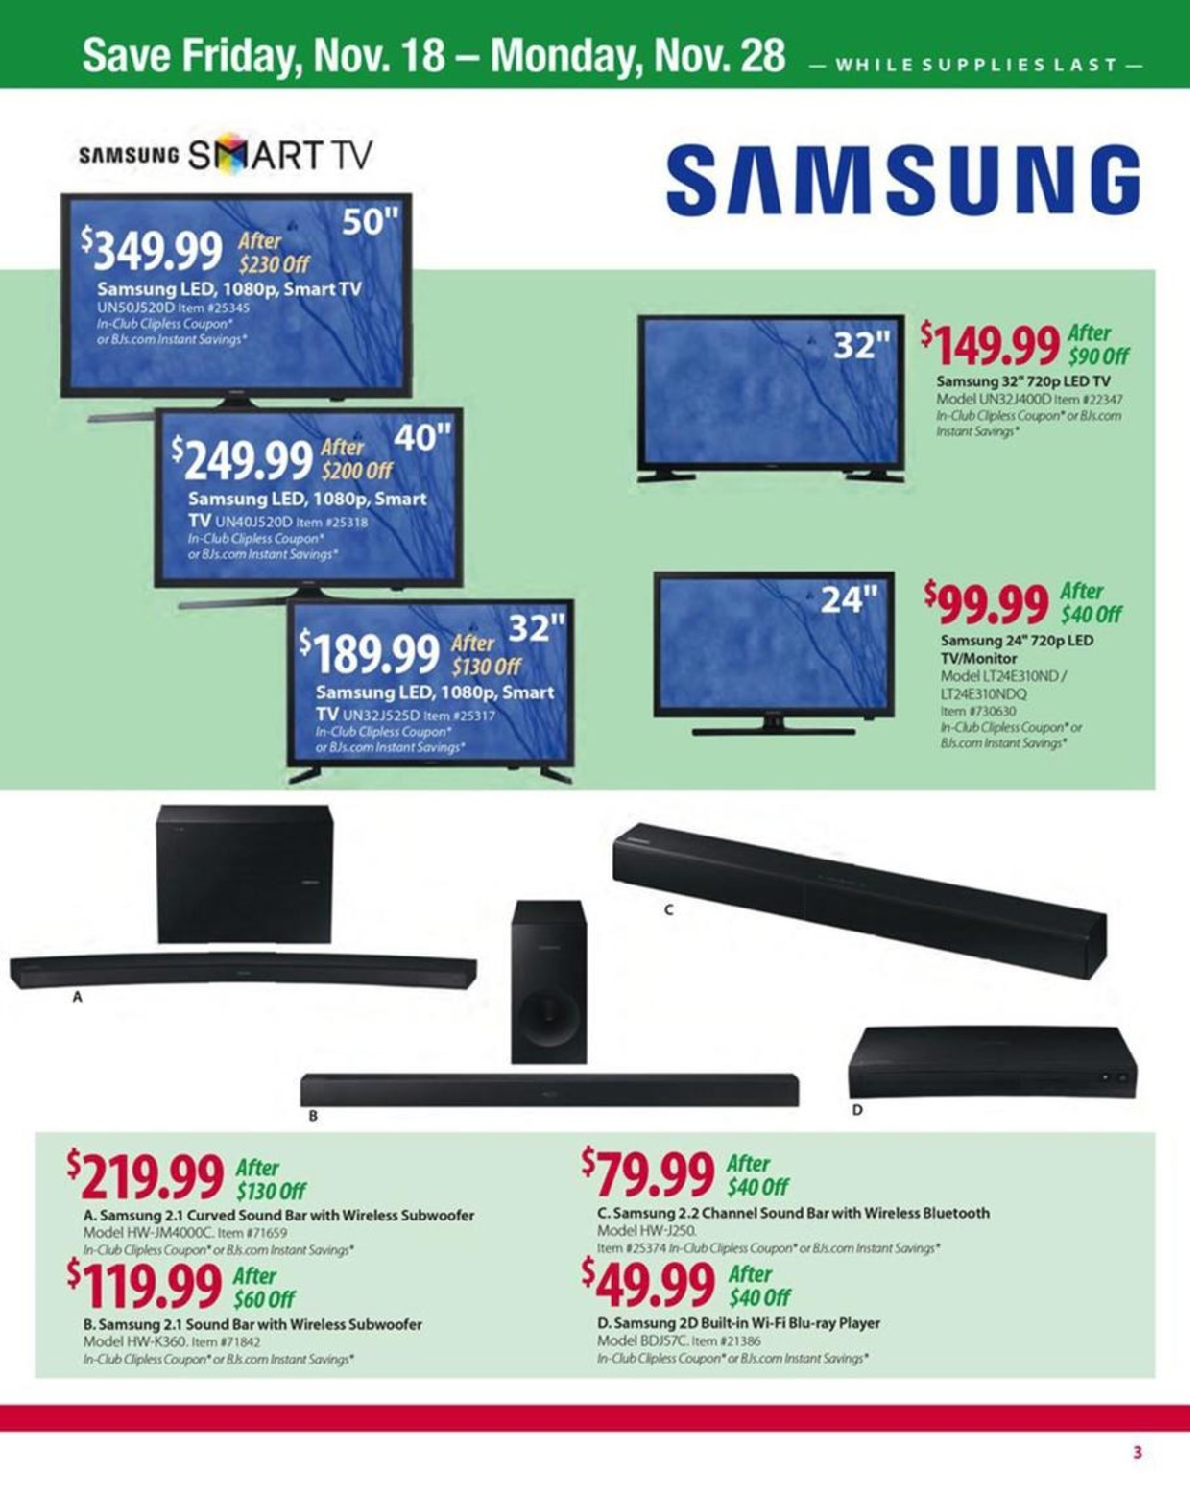 Save Friday, Nov. 18 – Monday, Nov. 28 — WHILE SUPPLIES LAST —
SAMSUNG SMART TV
SAMSUNG
50"
$349.99 After $230 Off
Samsung LED, 1080p, Smart TV
UN50J520D Item #25345
In-Club Clipless Coupon*
or BJs.com Instant Savings*
40"
$249.99 After $200 Off
Samsung LED, 1080p, Smart
TV UN40J520D Item #25318
In-Club Clipless Coupon*
or BJs.com Instant Savings*
32"
$189.99 After $130 Off
Samsung LED, 1080p, Smart
TV UN32J525D Item #25317
In-Club Clipless Coupon*
or BJs.com Instant Savings*
32"
$149.99 After $90 Off
Samsung 32" 720p LED TV
Model UN32J400D Item #22347
In-Club Clipless Coupon* or BJs.com
Instant Savings*
24"
$99.99 After $40 Off
Samsung 24" 720p LED
TV/Monitor
Model LT24E310ND /
LT24E310NDQ
Item #730630
In-Club Clipless Coupon* or
BJs.com Instant Savings*
A
B
C
D
$219.99 After $130 Off
A. Samsung 2.1 Curved Sound Bar with Wireless Subwoofer
Model HW-JM4000C. Item #71659
In-Club Clipless Coupon* or BJs.com Instant Savings*
$119.99 After $60 Off
B. Samsung 2.1 Sound Bar with Wireless Subwoofer
Model HW-K360. Item #71842
In-Club Clipless Coupon* or BJs.com Instant Savings*
$79.99 After $40 Off
C. Samsung 2.2 Channel Sound Bar with Wireless Bluetooth
Model HW-J250.
Item #25374 In-Club Clipless Coupon* or BJs.com Instant Savings*
$49.99 After $40 Off
D. Samsung 2D Built-in Wi-Fi Blu-ray Player
Model BDJ57C. Item #21386
In-Club Clipless Coupon* or BJs.com Instant Savings*
3